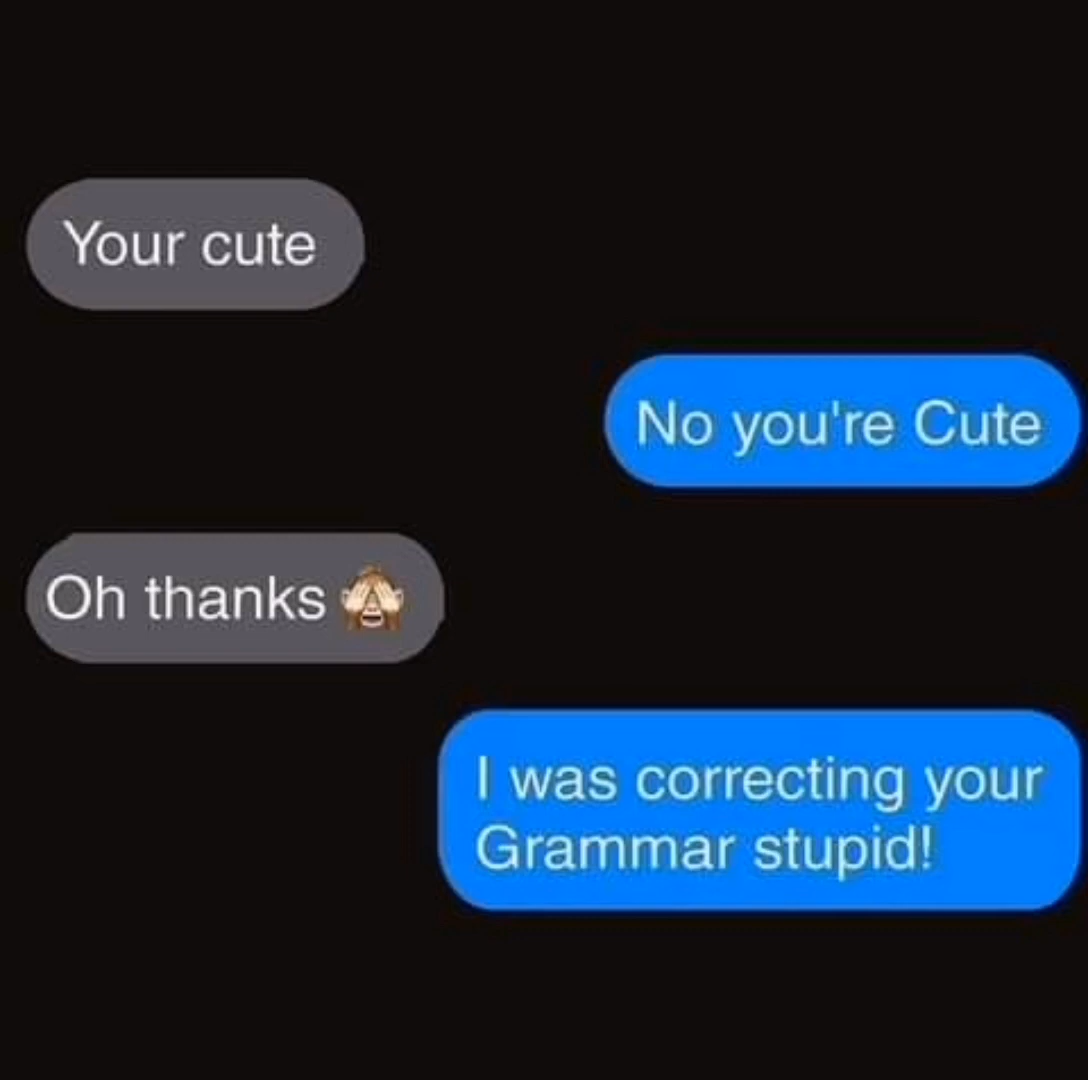 Your cute
No you're Cute
Oh thanks 🙈
I was correcting your
Grammar stupid!